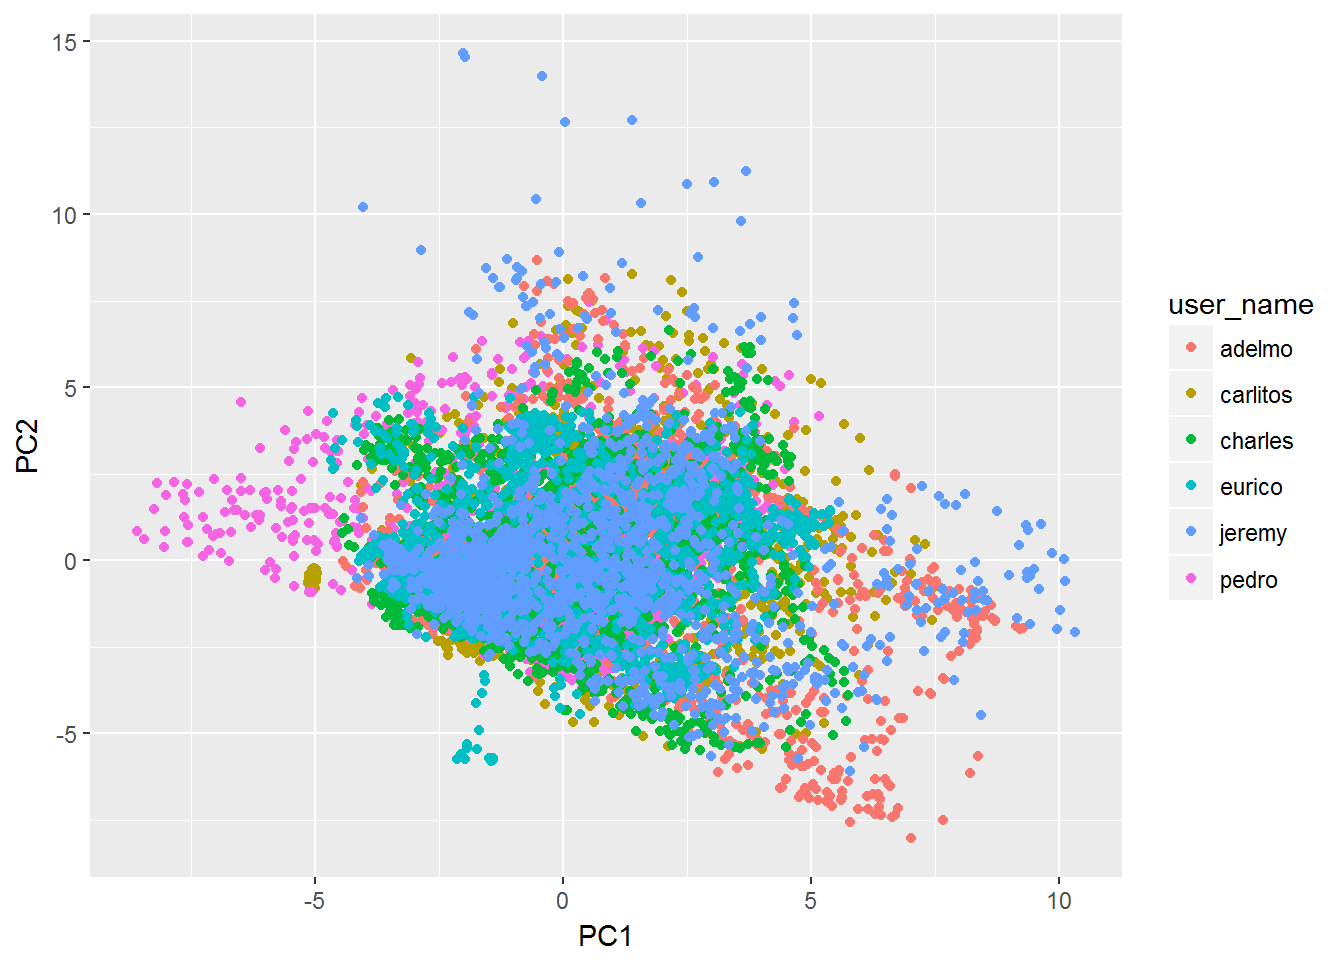 15
10
5
0
-5
PC2
-5
0
5
10
PC1
user_name
adelmo
carlitos
charles
eurico
jeremy
pedro